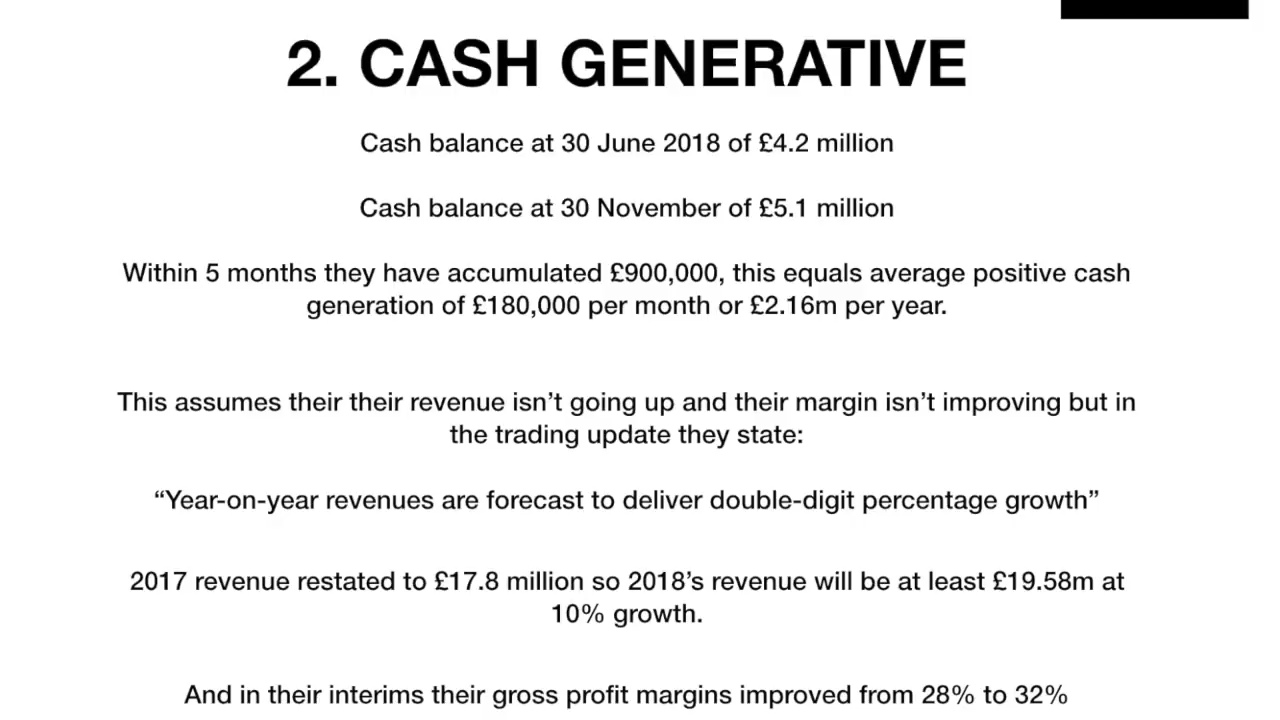 2. CASH GENERATIVE
Cash balance at 30 June 2018 of £4.2 million
Cash balance at 30 November of £5.1 million
Within 5 months they have accumulated £900,000, this equals average positive cash
generation of £180,000 per month or £2.16m per year.
This assumes their their revenue isn’t going up and their margin isn’t improving but in
the trading update they state:
“Year-on-year revenues are forecast to deliver double-digit percentage growth”
2017 revenue restated to £17.8 million so 2018’s revenue will be at least £19.58m at
10% growth.
And in their interims their gross profit margins improved from 28% to 32%